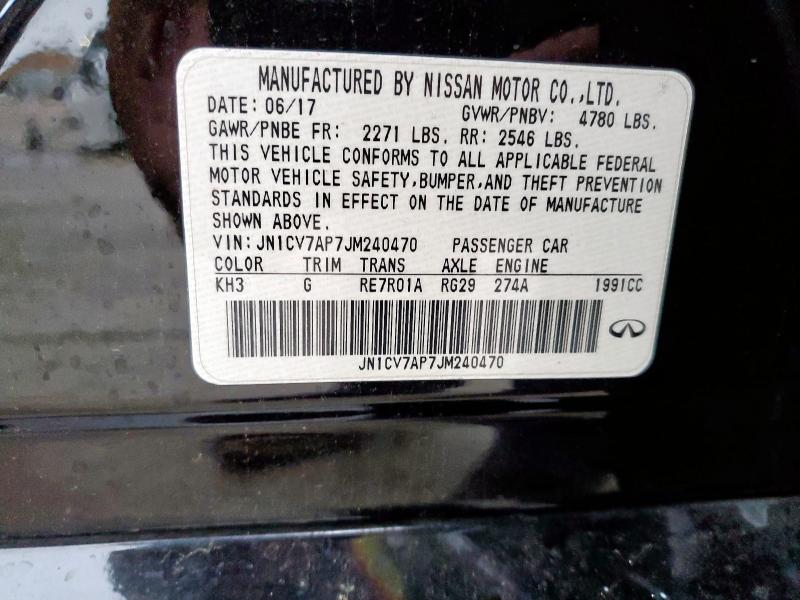 MANUFACTURED BY NISSAN MOTOR CO.,LTD.
DATE: 06/17 GVWR/PNBV: 4780 LBS.
GAWR/PNBE FR: 2271 LBS. RR: 2546 LBS.
THIS VEHICLE CONFORMS TO ALL APPLICABLE FEDERAL
MOTOR VEHICLE SAFETY,BUMPER,AND THEFT PREVENTION
STANDARDS IN EFFECT ON THE DATE OF MANUFACTURE
SHOWN ABOVE.
VIN:JN1CV7AP7JM240470 PASSENGER CAR
COLOR TRIM TRANS AXLE ENGINE
KH3 G RE7R01A RG29 274A 1991CC
JN1CV7AP7JM240470